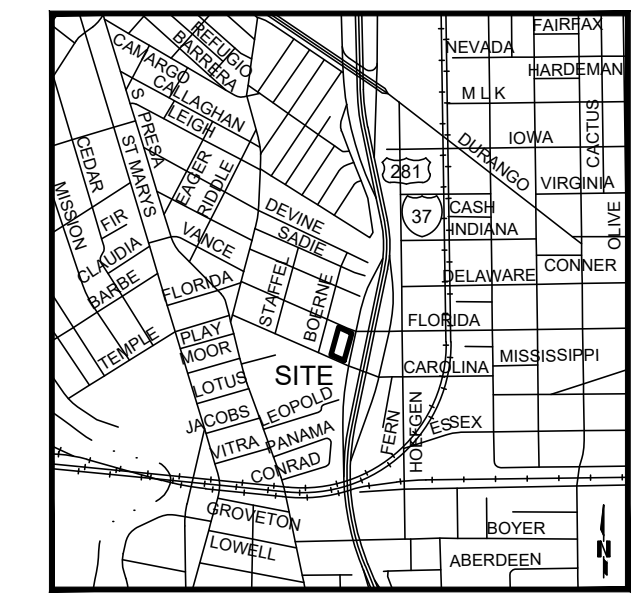 FAIRFAX
REFUGIO
BARRERA
CAMARGO
NEVADA
CALLAGHAN
HARDEMAN
LEIGH
M L K
S PRESA
ST MARYS
CEDAR
IOWA
CACTUS
DURANGO
EAGER
RIDDLE
281
VIRGINIA
MISSION
FIR
DEVINE
37
CASH
OLIVE
SADIE
INDIANA
VANCE
CLAUDIA
CONNER
BARBE
FLORIDA
STAFFEL
BOERNE
DELAWARE
TEMPLE
PLAY
MOOR
FLORIDA
MISSISSIPPI
SITE
CAROLINA
LOTUS
LEOPOLD
JACOBS
FERN
HOEFGEN
ESSEX
PANAMA
VITRA
CONRAD
GROVETON
BOYER
N
LOWELL
ABERDEEN